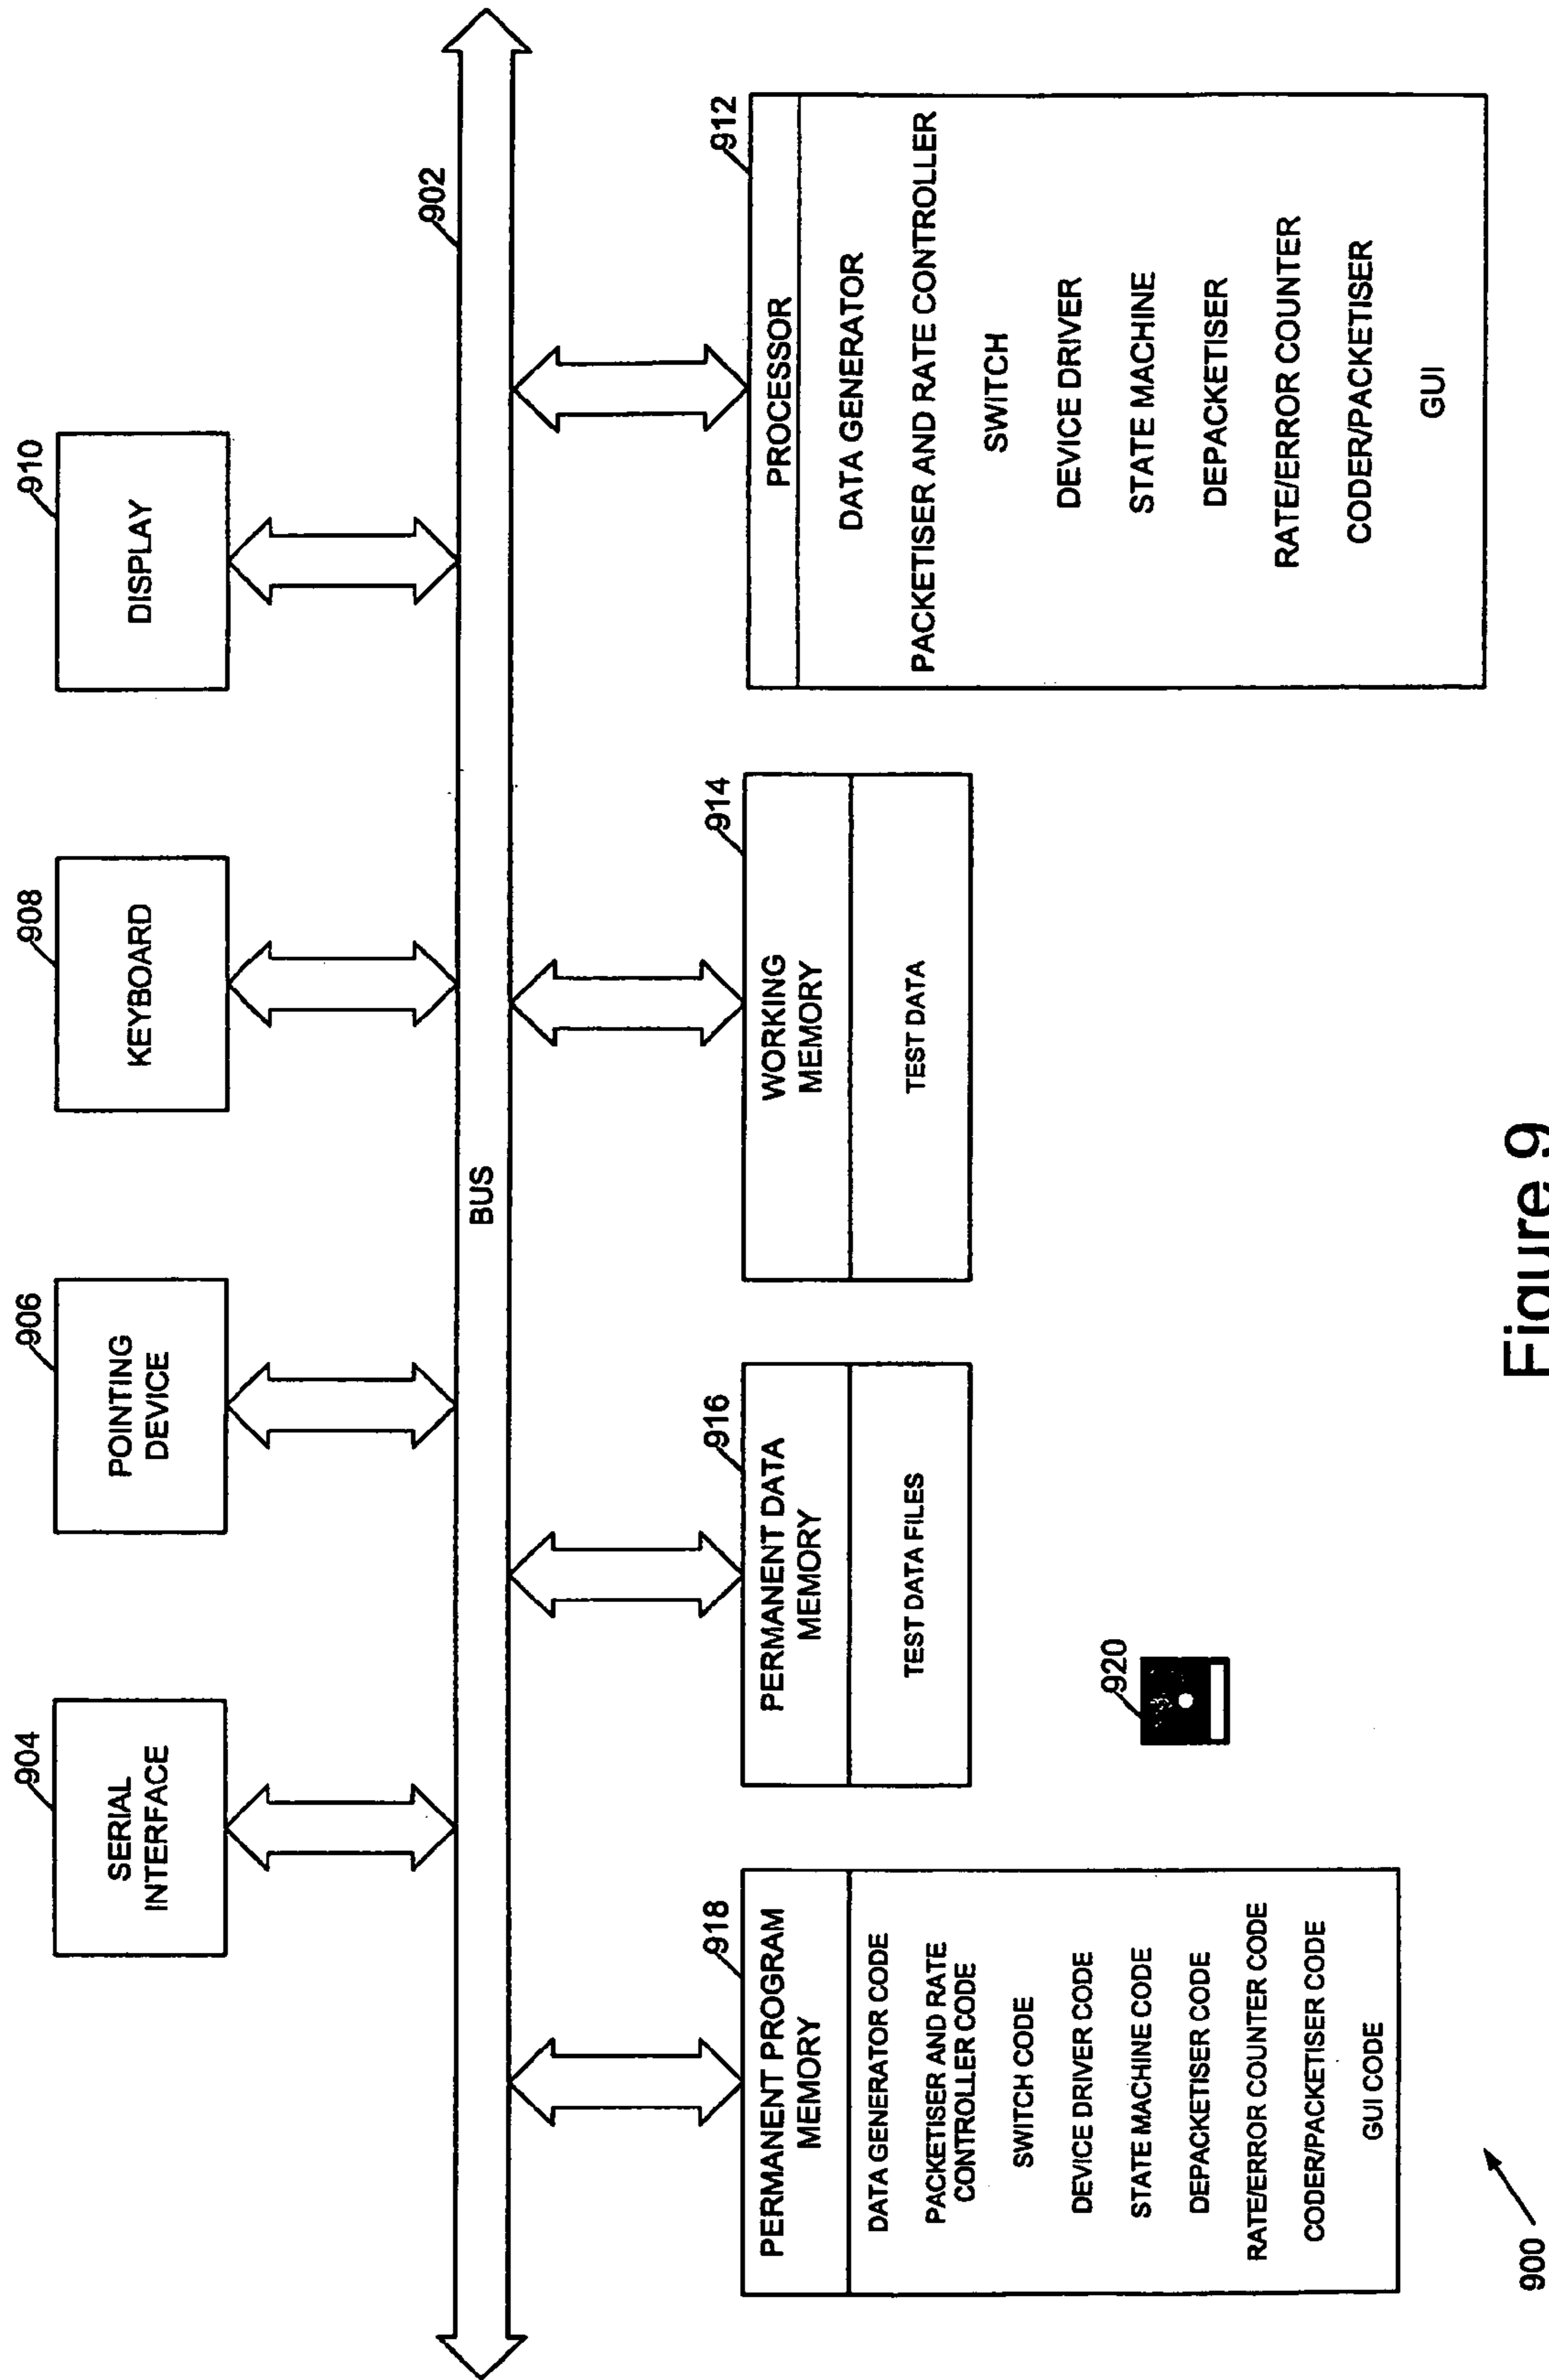 904
SERIAL
INTERFACE
906
POINTING
DEVICE
908
KEYBOARD
910
DISPLAY
BUS
902
918
PERMANENT PROGRAM
MEMORY
DATA GENERATOR CODE
PACKETISER AND RATE
CONTROLLER CODE
SWITCH CODE
DEVICE DRIVER CODE
STATE MACHINE CODE
DEPACKETISER CODE
RATE/ERROR COUNTER CODE
CODER/PACKETISER CODE
GUI CODE
916
PERMANENT DATA
MEMORY
TEST DATA FILES
914
WORKING
MEMORY
TEST DATA
912
PROCESSOR
DATA GENERATOR
PACKETISER AND RATE CONTROLLER
SWITCH
DEVICE DRIVER
STATE MACHINE
DEPACKETISER
RATE/ERROR COUNTER
CODER/PACKETISER
GUI
920
900
Figure 9